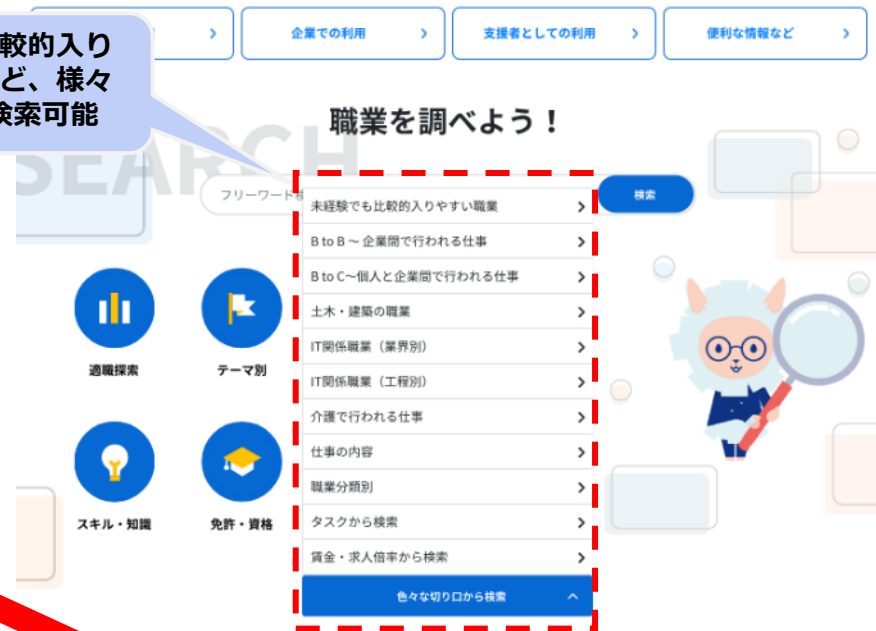 企業での利用
支援者としての利用
便利な情報など
較的入り
ど、様々
検索可能
職業を調べよう！
SEARCH
フリーワード検
検索
未経験でも比較的入りやすい職業
B to B ～ 企業間で行われる仕事
B to C～個人と企業間で行われる仕事
土木・建築の職業
IT関係職業（業界別）
IT関係職業（工程別）
介護で行われる仕事
仕事の内容
職業分類別
タスクから検索
賃金・求人倍率から検索
色々な切り口から検索
適職探索
テーマ別
スキル・知識
免許・資格